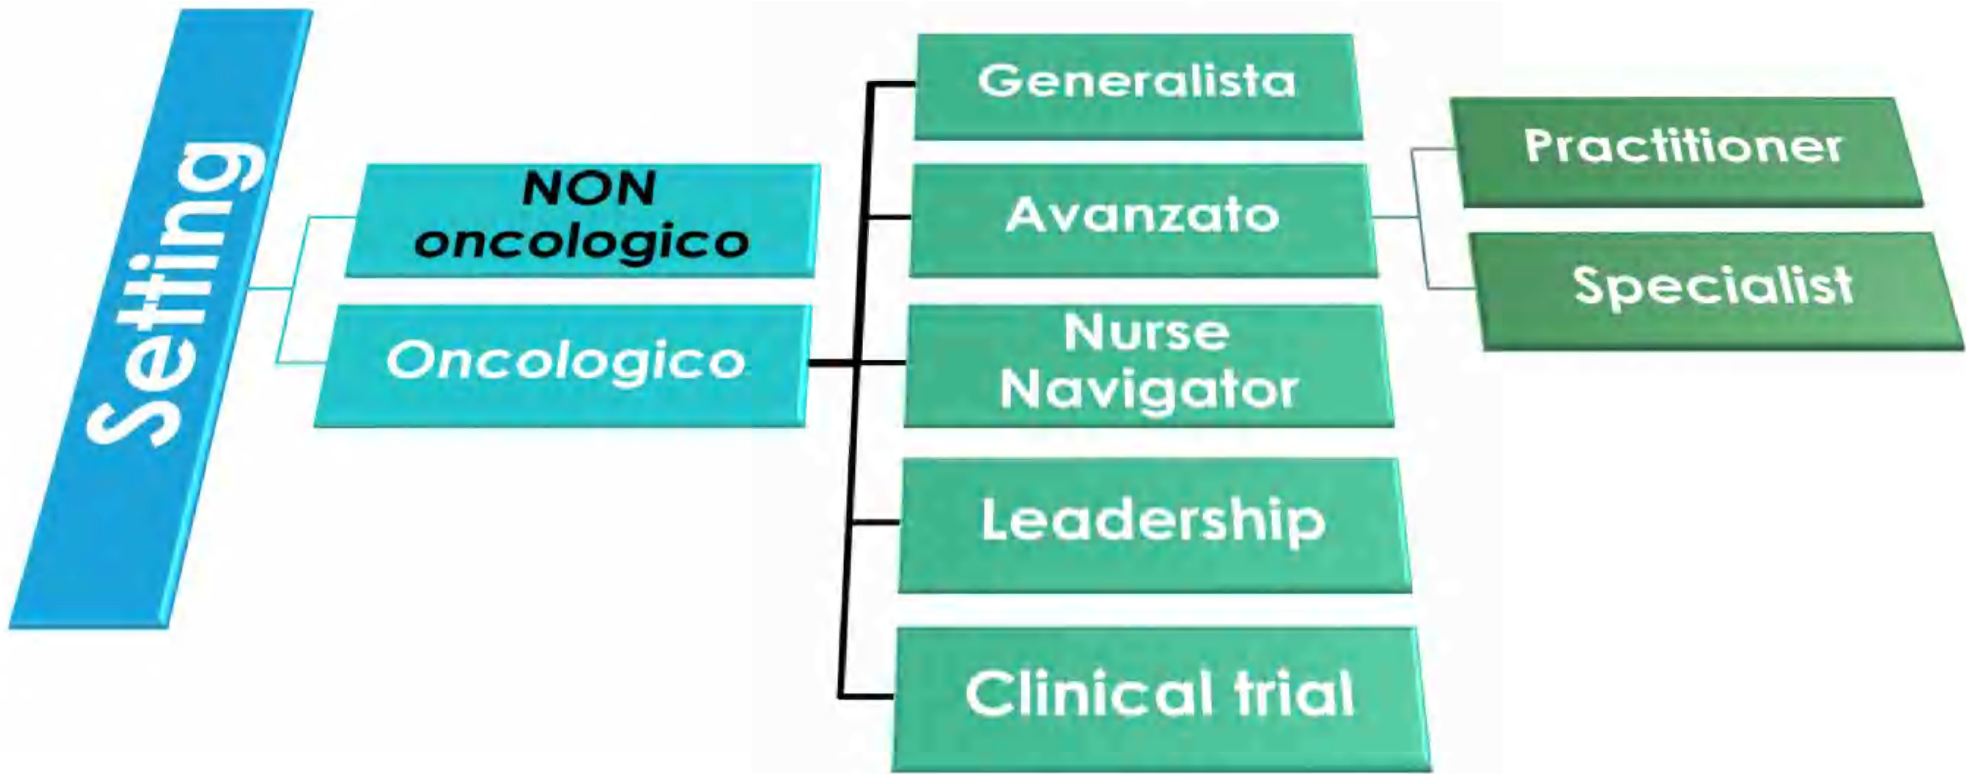 Setting
NON
oncologico
Oncologico
Generalista
Avanzato
Nurse
Navigator
Leadership
Clinical trial
Practitioner
Specialist